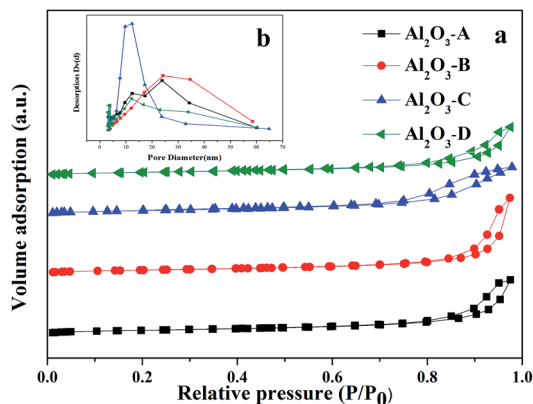 b
a
Desorption Dv(d)
0 10 20 30 40 50 60 70
Pore Diameter(nm)
Al2O3-A
Al2O3-B
Al2O3-C
Al2O3-D
Volume adsorption (a.u.)
0.0 0.2 0.4 0.6 0.8 1.0
Relative pressure (P/P0)